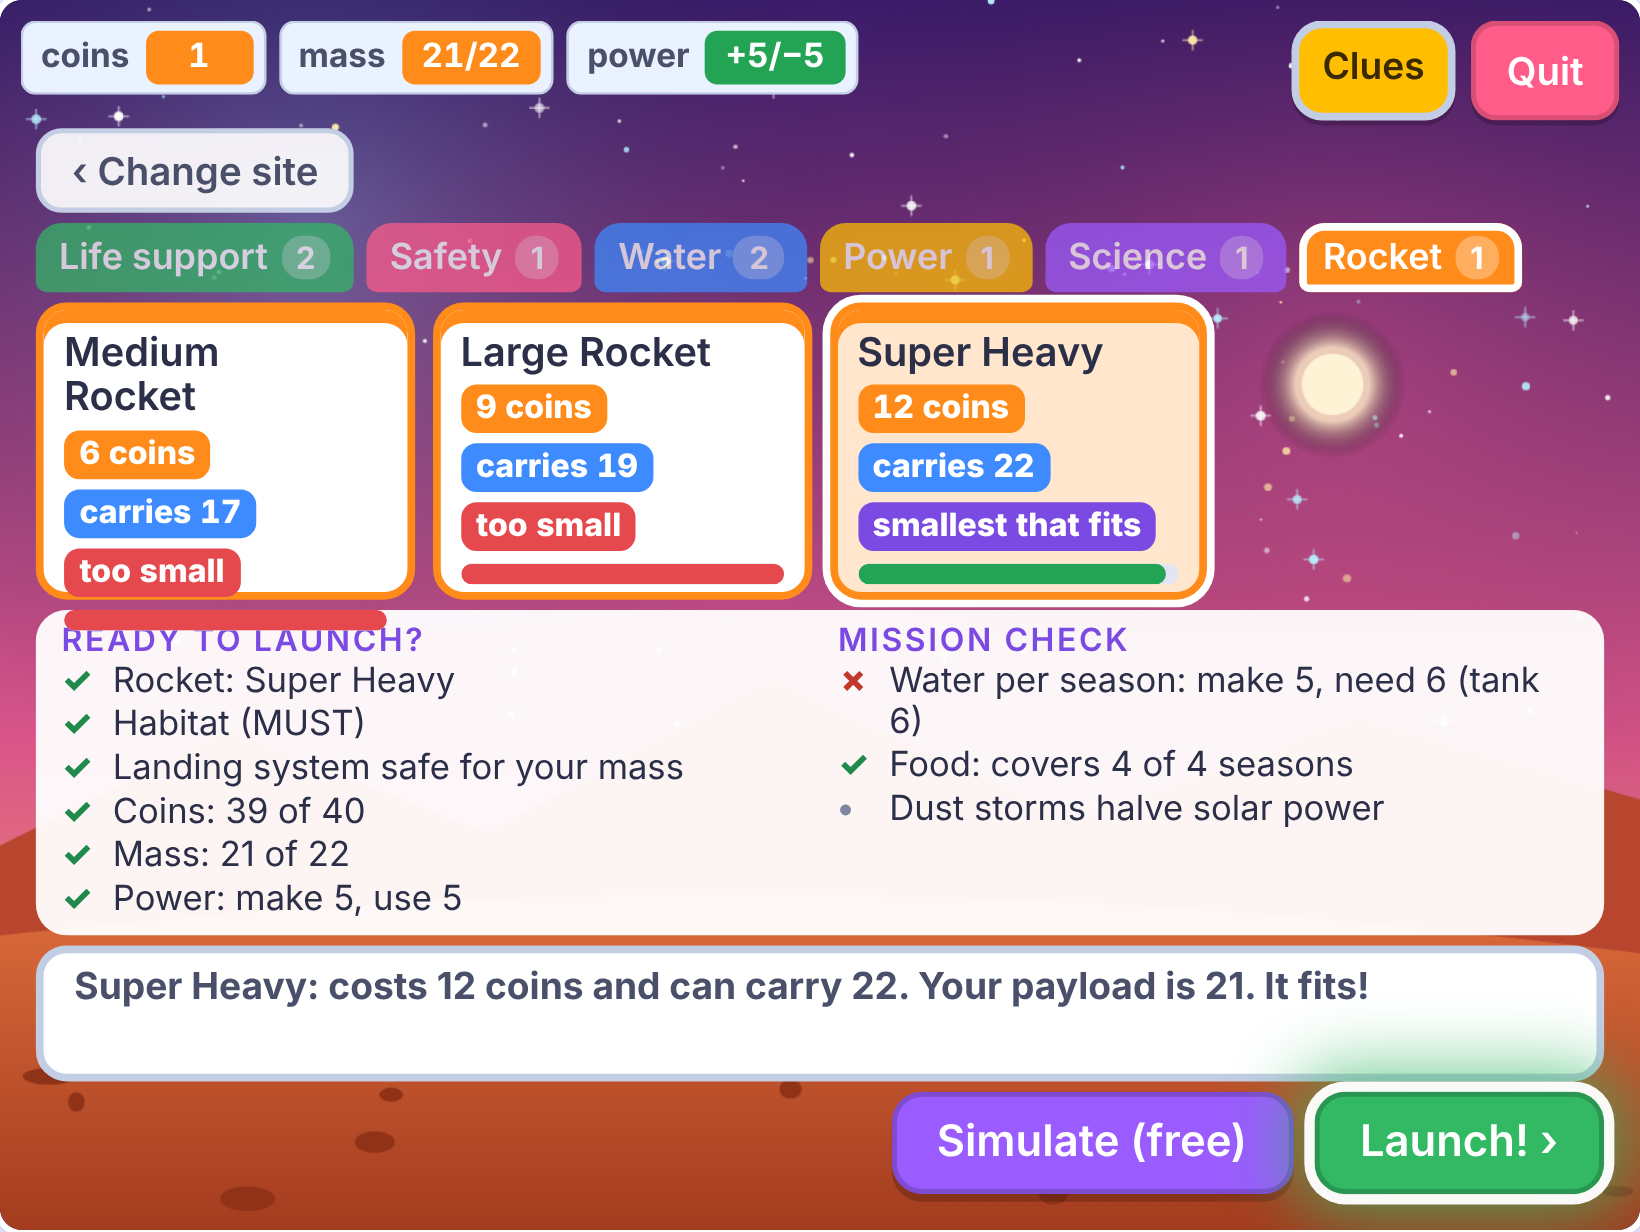 coins 1
mass 21/22
power +5/−5
Clues
Quit
‹ Change site
Life support 2
Safety 1
Water 2
Power 1
Science 1
Rocket 1
Medium
Rocket
6 coins
carries 17
too small
Large Rocket
9 coins
carries 19
too small
Super Heavy
12 coins
carries 22
smallest that fits
READY TO LAUNCH?
Rocket: Super Heavy
Habitat (MUST)
Landing system safe for your mass
Coins: 39 of 40
Mass: 21 of 22
Power: make 5, use 5
MISSION CHECK
Water per season: make 5, need 6 (tank
6)
Food: covers 4 of 4 seasons
Dust storms halve solar power
Super Heavy: costs 12 coins and can carry 22. Your payload is 21. It fits!
Simulate (free)
Launch! ›